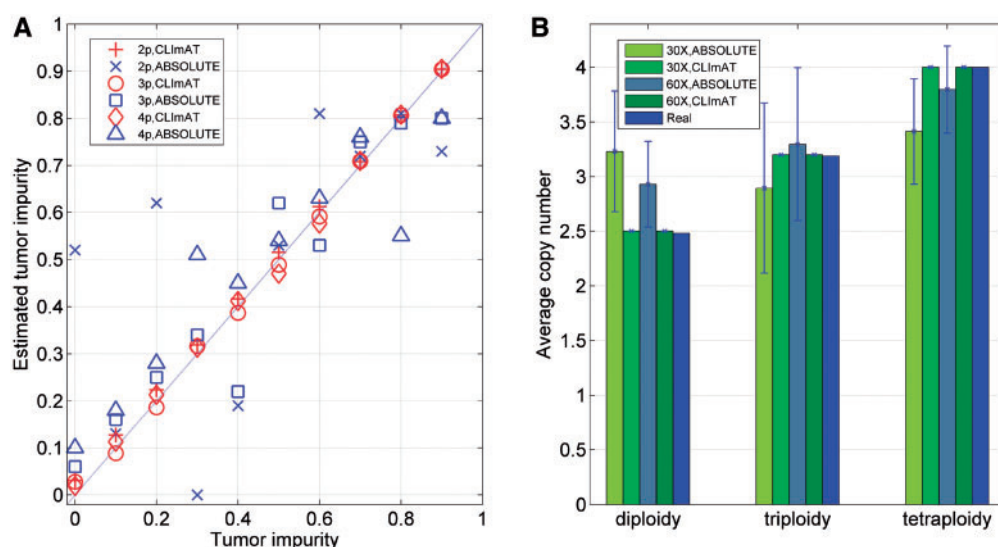 A
2p,CLImAT
2p,ABSOLUTE
3p,CLImAT
3p,ABSOLUTE
4p,CLImAT
4p,ABSOLUTE
Estimated tumor impurity
0.9
0.8
0.7
0.6
0.5
0.4
0.3
0.2
0.1
0
0 0.2 0.4 0.6 0.8 1
Tumor impurity
B
30X,ABSOLUTE
30X,CLImAT
60X,ABSOLUTE
60X,CLImAT
Real
Average copy number
4
3.5
3
2.5
2
1.5
1
0.5
0
diploidy triploidy tetraploidy